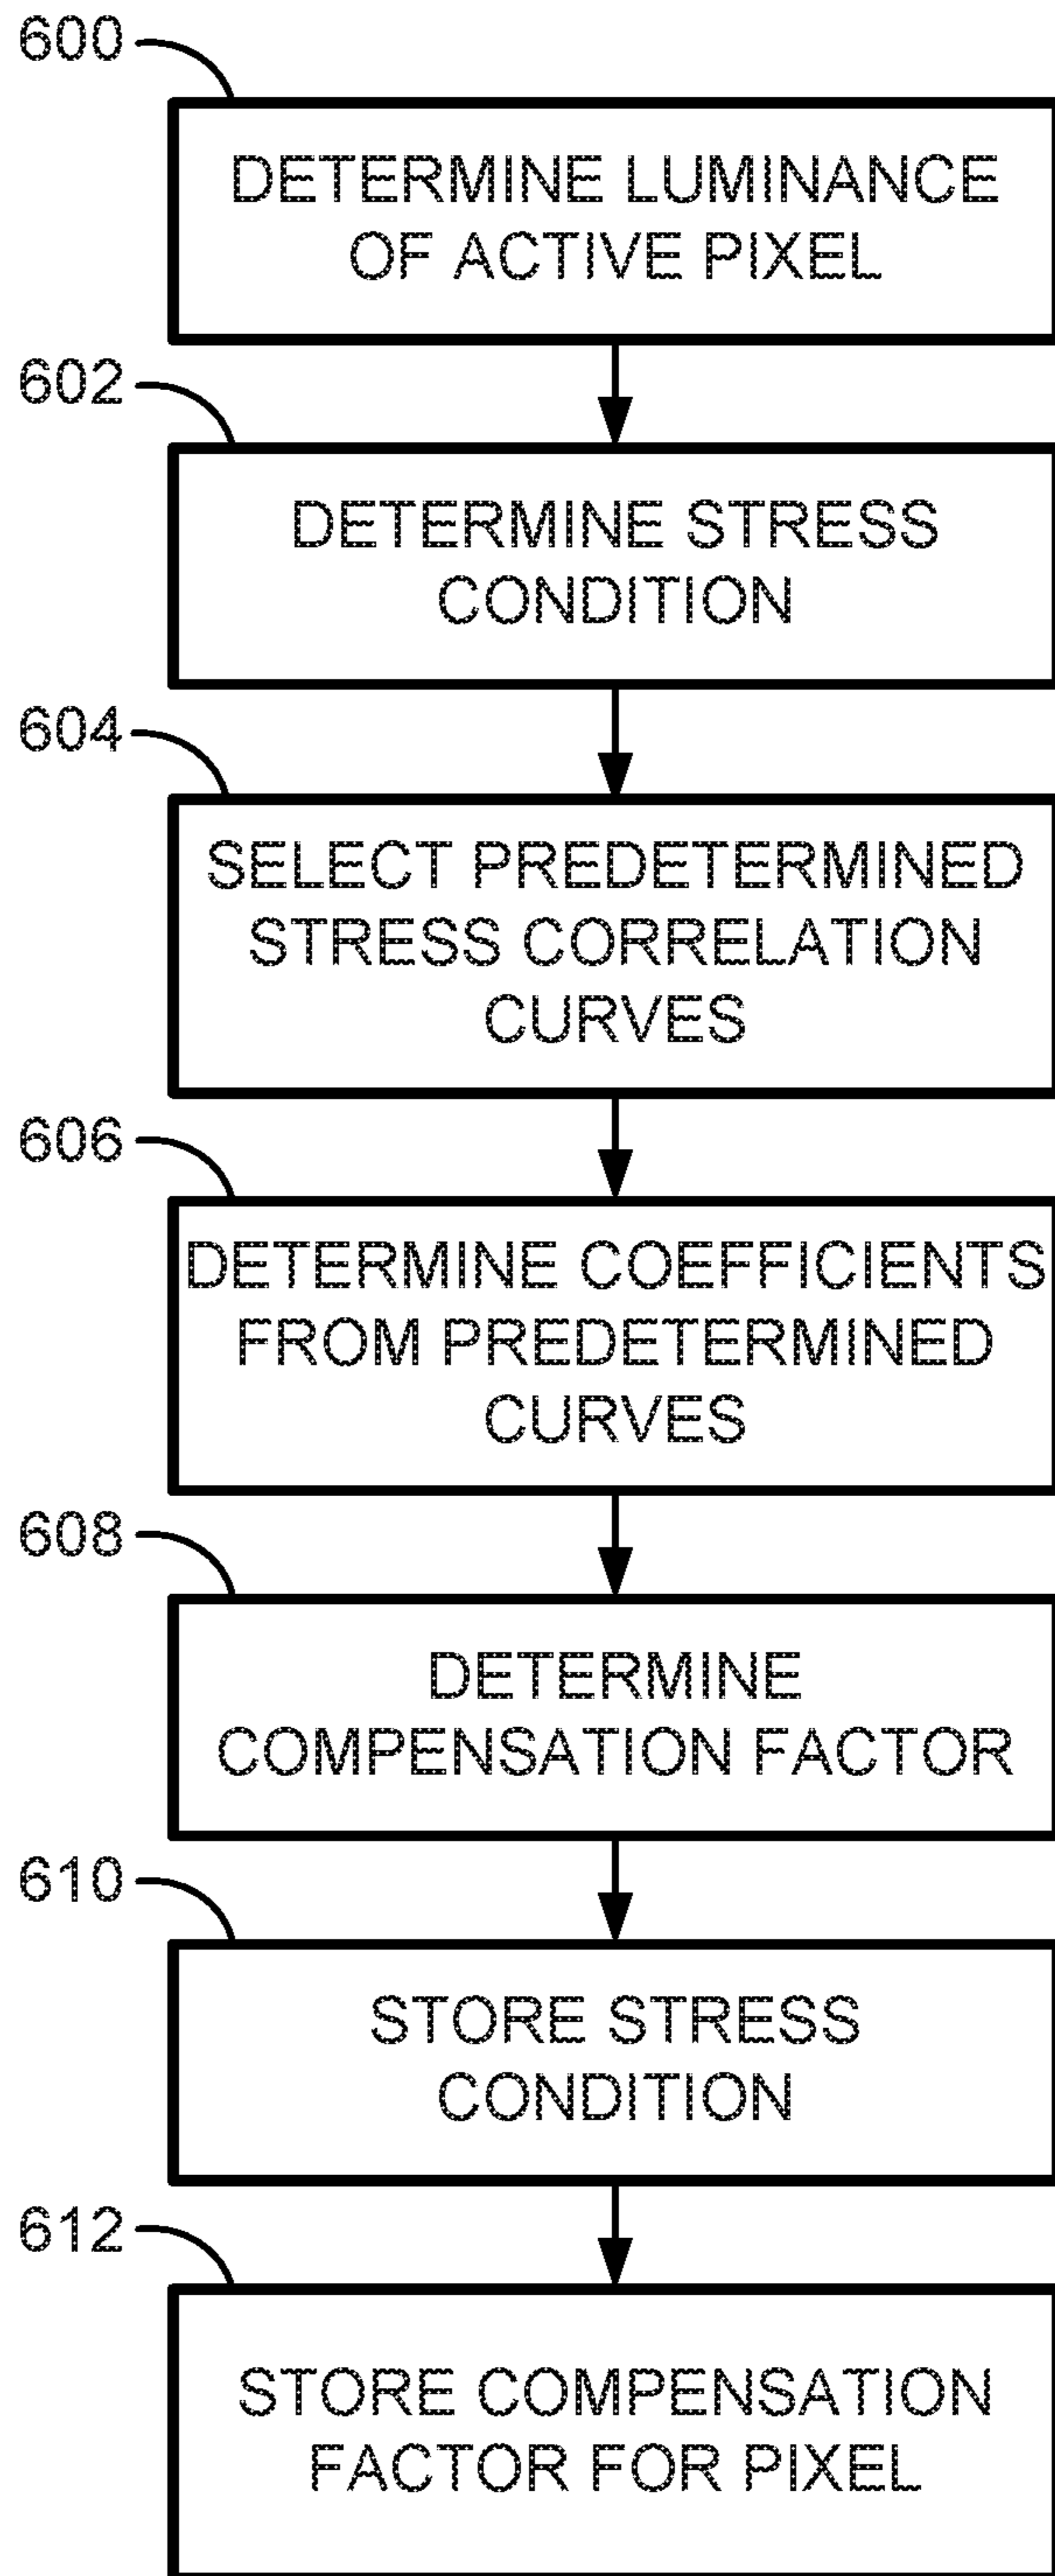 600
DETERMINE LUMINANCE
OF ACTIVE PIXEL
602
DETERMINE STRESS
CONDITION
604
SELECT PREDETERMINED
STRESS CORRELATION
CURVES
606
DETERMINE COEFFICIENTS
FROM PREDETERMINED
CURVES
608
DETERMINE
COMPENSATION FACTOR
610
STORE STRESS
CONDITION
612
STORE COMPENSATION
FACTOR FOR PIXEL